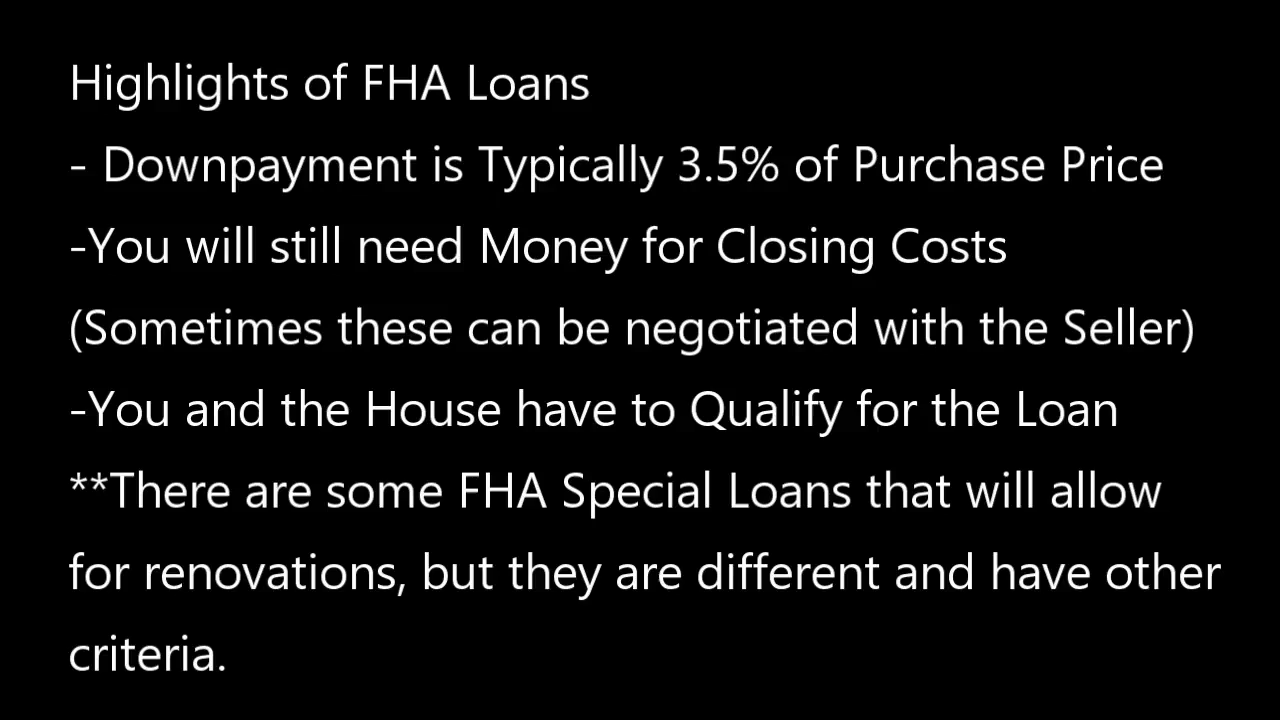 Highlights of FHA Loans
- Downpayment is Typically 3.5% of Purchase Price
-You will still need Money for Closing Costs
(Sometimes these can be negotiated with the Seller)
-You and the House have to Qualify for the Loan
**There are some FHA Special Loans that will allow
for renovations, but they are different and have other
criteria.